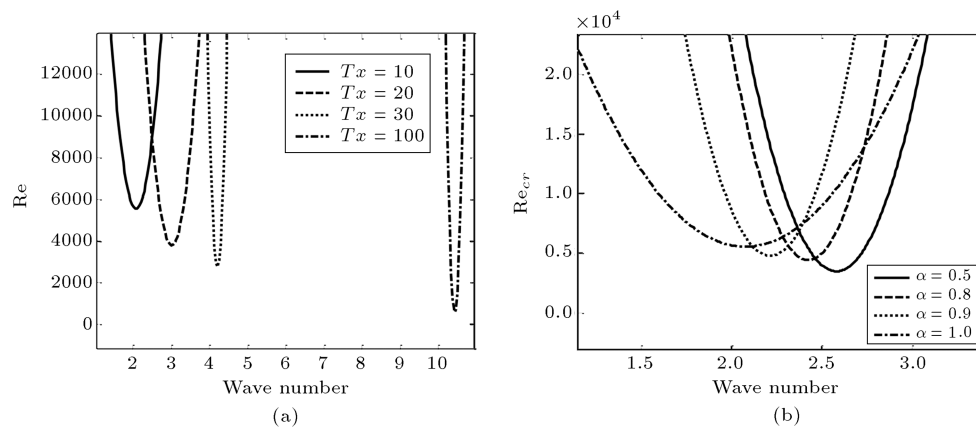 Re
12000
10000
8000
6000
4000
2000
0
2 3 4 5 6 7 8 9 10
Wave number
(a)
Tx = 10
Tx = 20
Tx = 30
Tx = 100
×10⁴
Re_cr
2.0
1.5
1.0
0.5
0.0
1.5 2.0 2.5 3.0
Wave number
(b)
α = 0.5
α = 0.8
α = 0.9
α = 1.0